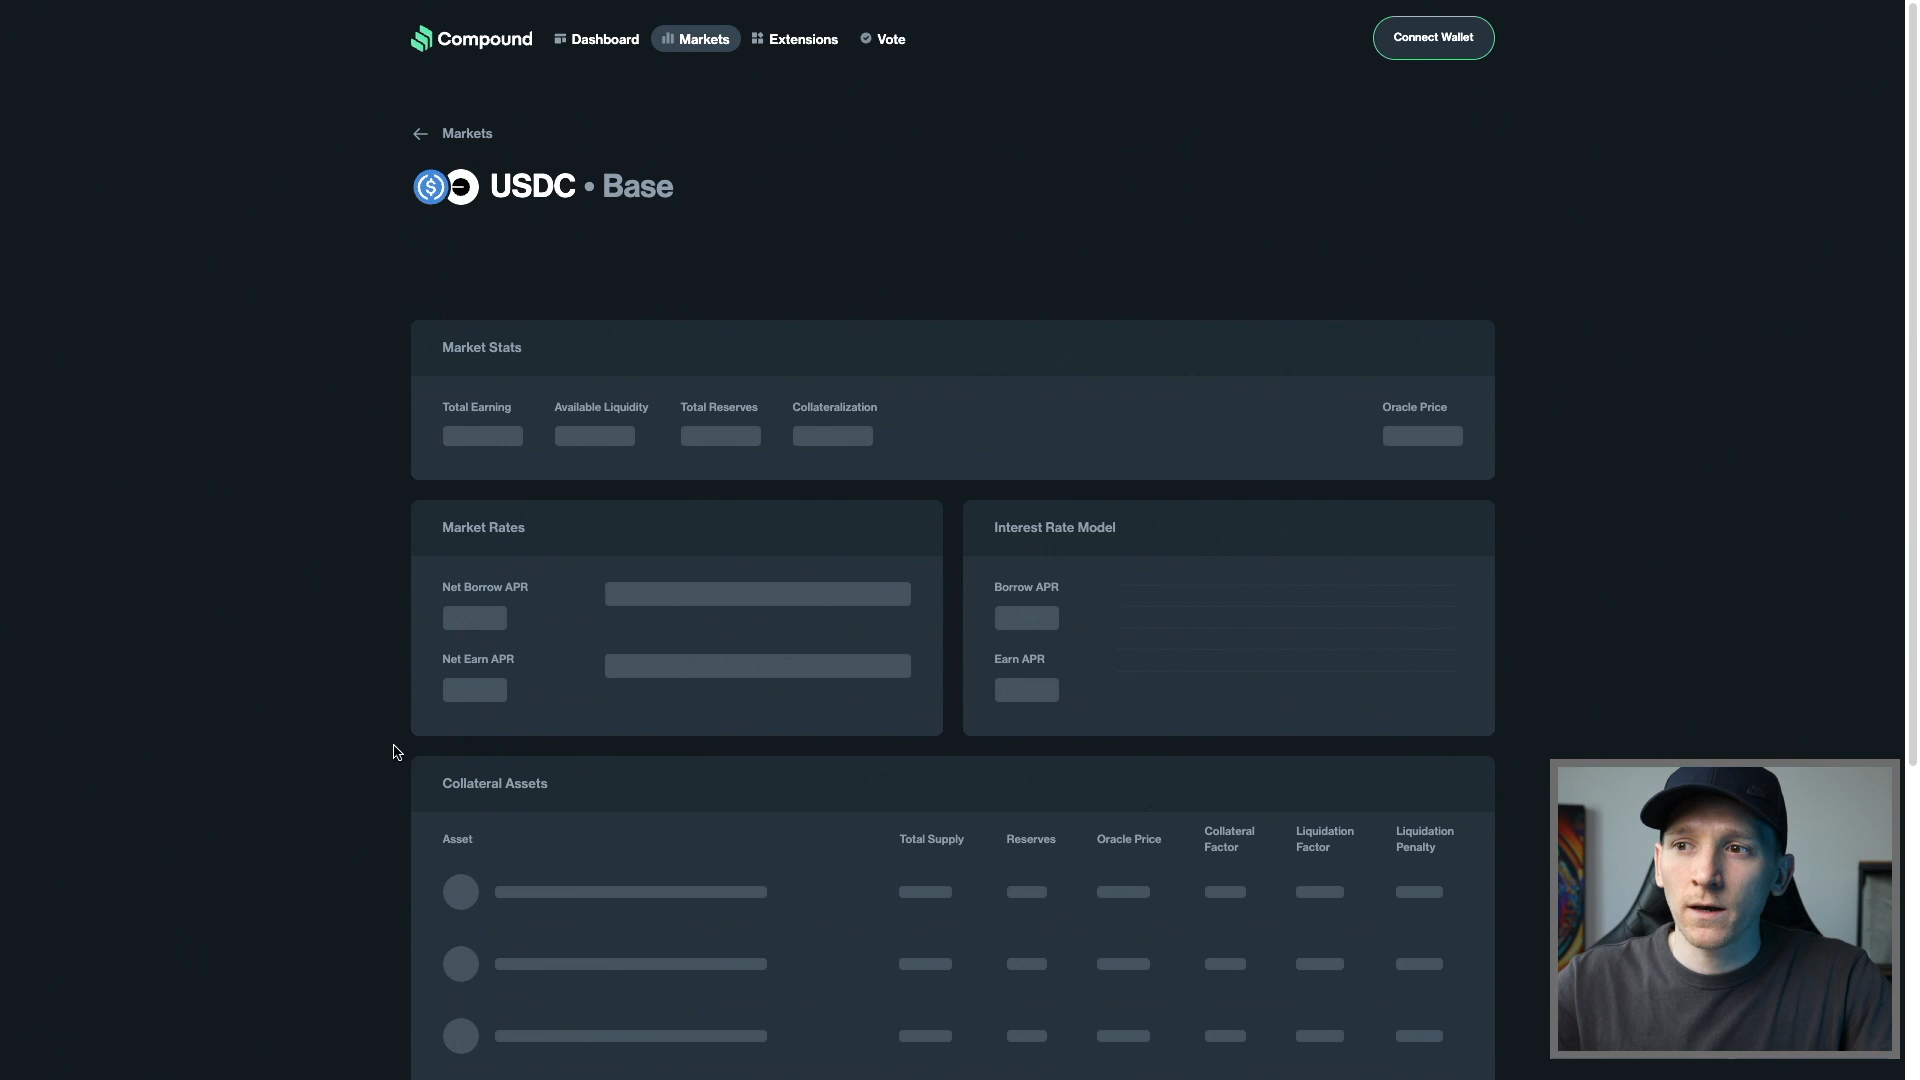 Compound
Dashboard
Markets
Extensions
Vote
Connect Wallet
Markets
USDC • Base
Market Stats
Total Earning
Available Liquidity
Total Reserves
Collateralization
Oracle Price
Market Rates
Net Borrow APR
Net Earn APR
Interest Rate Model
Borrow APR
Earn APR
Collateral Assets
Asset
Total Supply
Reserves
Oracle Price
Collateral
Factor
Liquidation
Factor
Liquidation
Penalty